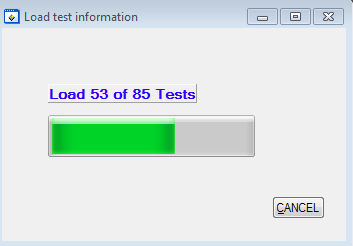 Load test information
Load 53 of 85 Tests
CANCEL